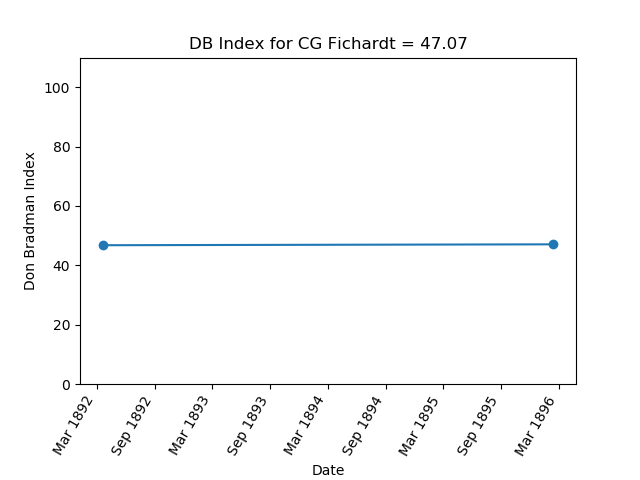 DB Index for CG Fichardt = 47.07
Don Bradman Index
100
80
60
40
20
0
Mar 1892
Sep 1892
Mar 1893
Sep 1893
Mar 1894
Sep 1894
Mar 1895
Sep 1895
Mar 1896
Date